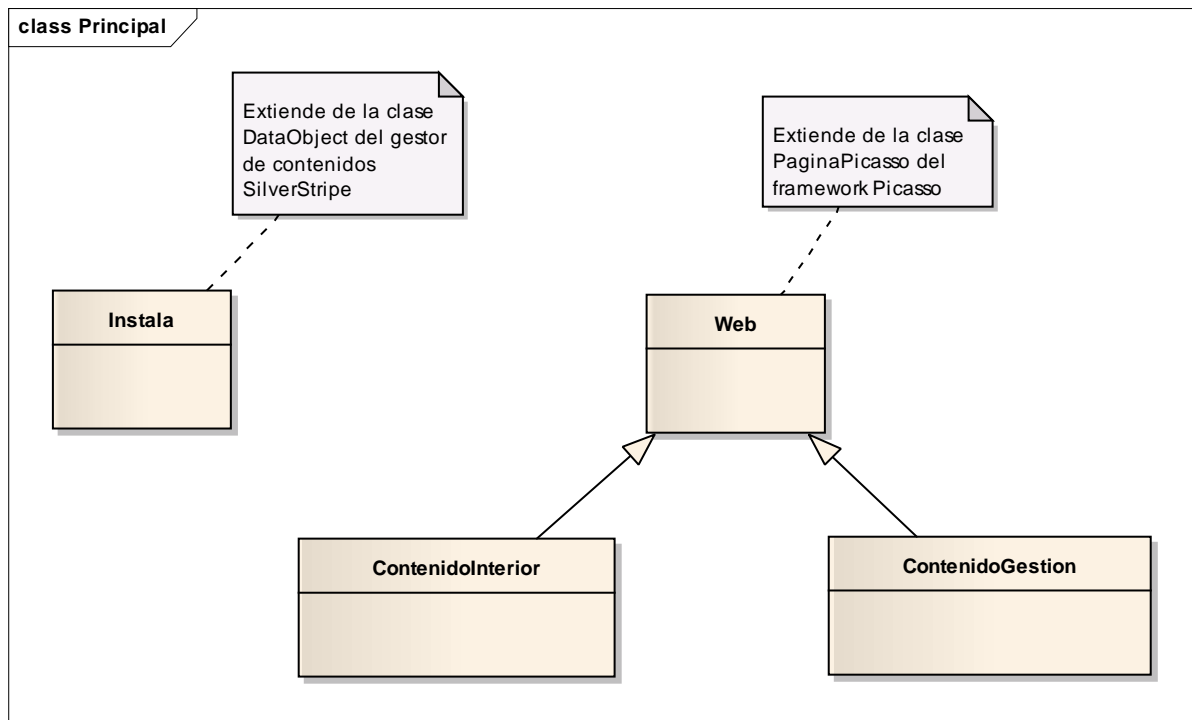 class Principal
Extiende de la clase
DataObject del gestor
de contenidos
SilverStripe
Extiende de la clase
PaginaPicasso del
framework Picasso
Instala
Web
ContenidoInterior
ContenidoGestion